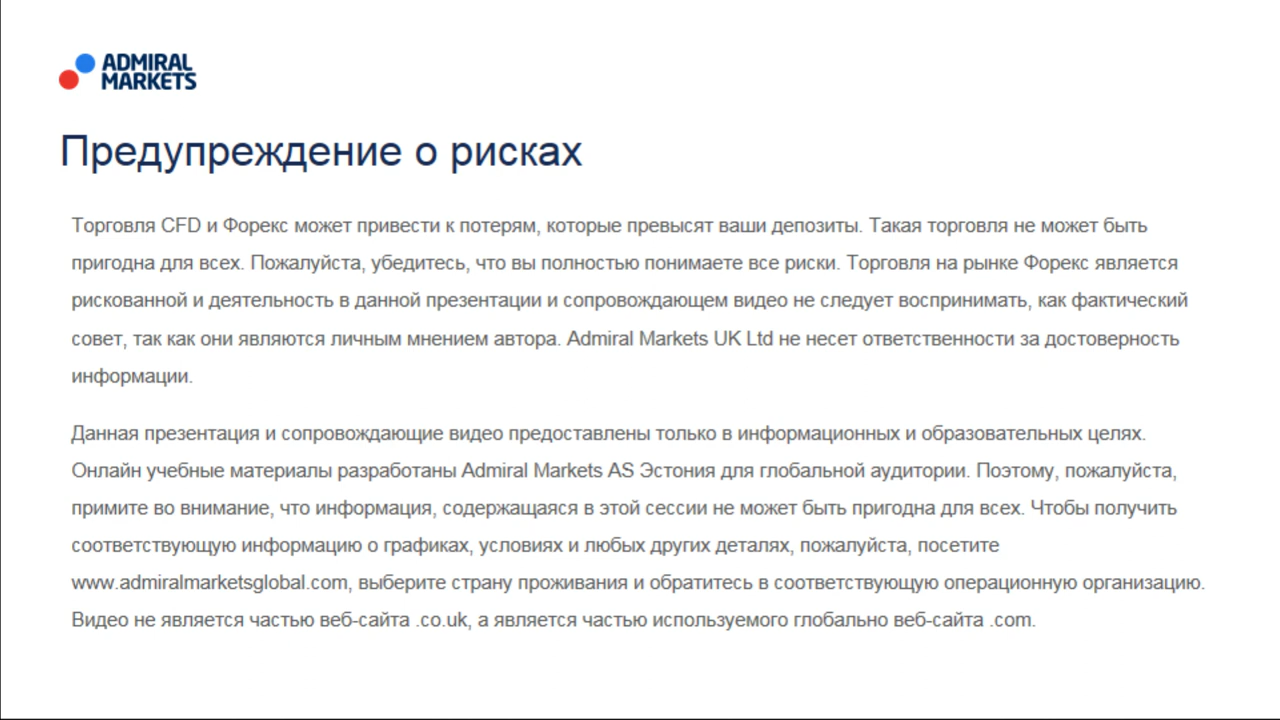 ADMIRAL
MARKETS
Предупреждение о рисках
Торговля CFD и Форекс может привести к потерям, которые превысят ваши депозиты. Такая торговля не может быть
пригодна для всех. Пожалуйста, убедитесь, что вы полностью понимаете все риски. Торговля на рынке Форекс является
рискованной и деятельность в данной презентации и сопровождающем видео не следует воспринимать, как фактический
совет, так как они являются личным мнением автора. Admiral Markets UK Ltd не несет ответственности за достоверность
информации.
Данная презентация и сопровождающие видео предоставлены только в информационных и образовательных целях.
Онлайн учебные материалы разработаны Admiral Markets AS Эстония для глобальной аудитории. Поэтому, пожалуйста,
примите во внимание, что информация, содержащаяся в этой сессии не может быть пригодна для всех. Чтобы получить
соответствующую информацию о графиках, условиях и любых других деталях, пожалуйста, посетите
www.admiralmarketsglobal.com, выберите страну проживания и обратитесь в соответствующую операционную организацию.
Видео не является частью веб-сайта .co.uk, а является частью используемого глобально веб-сайта .com.